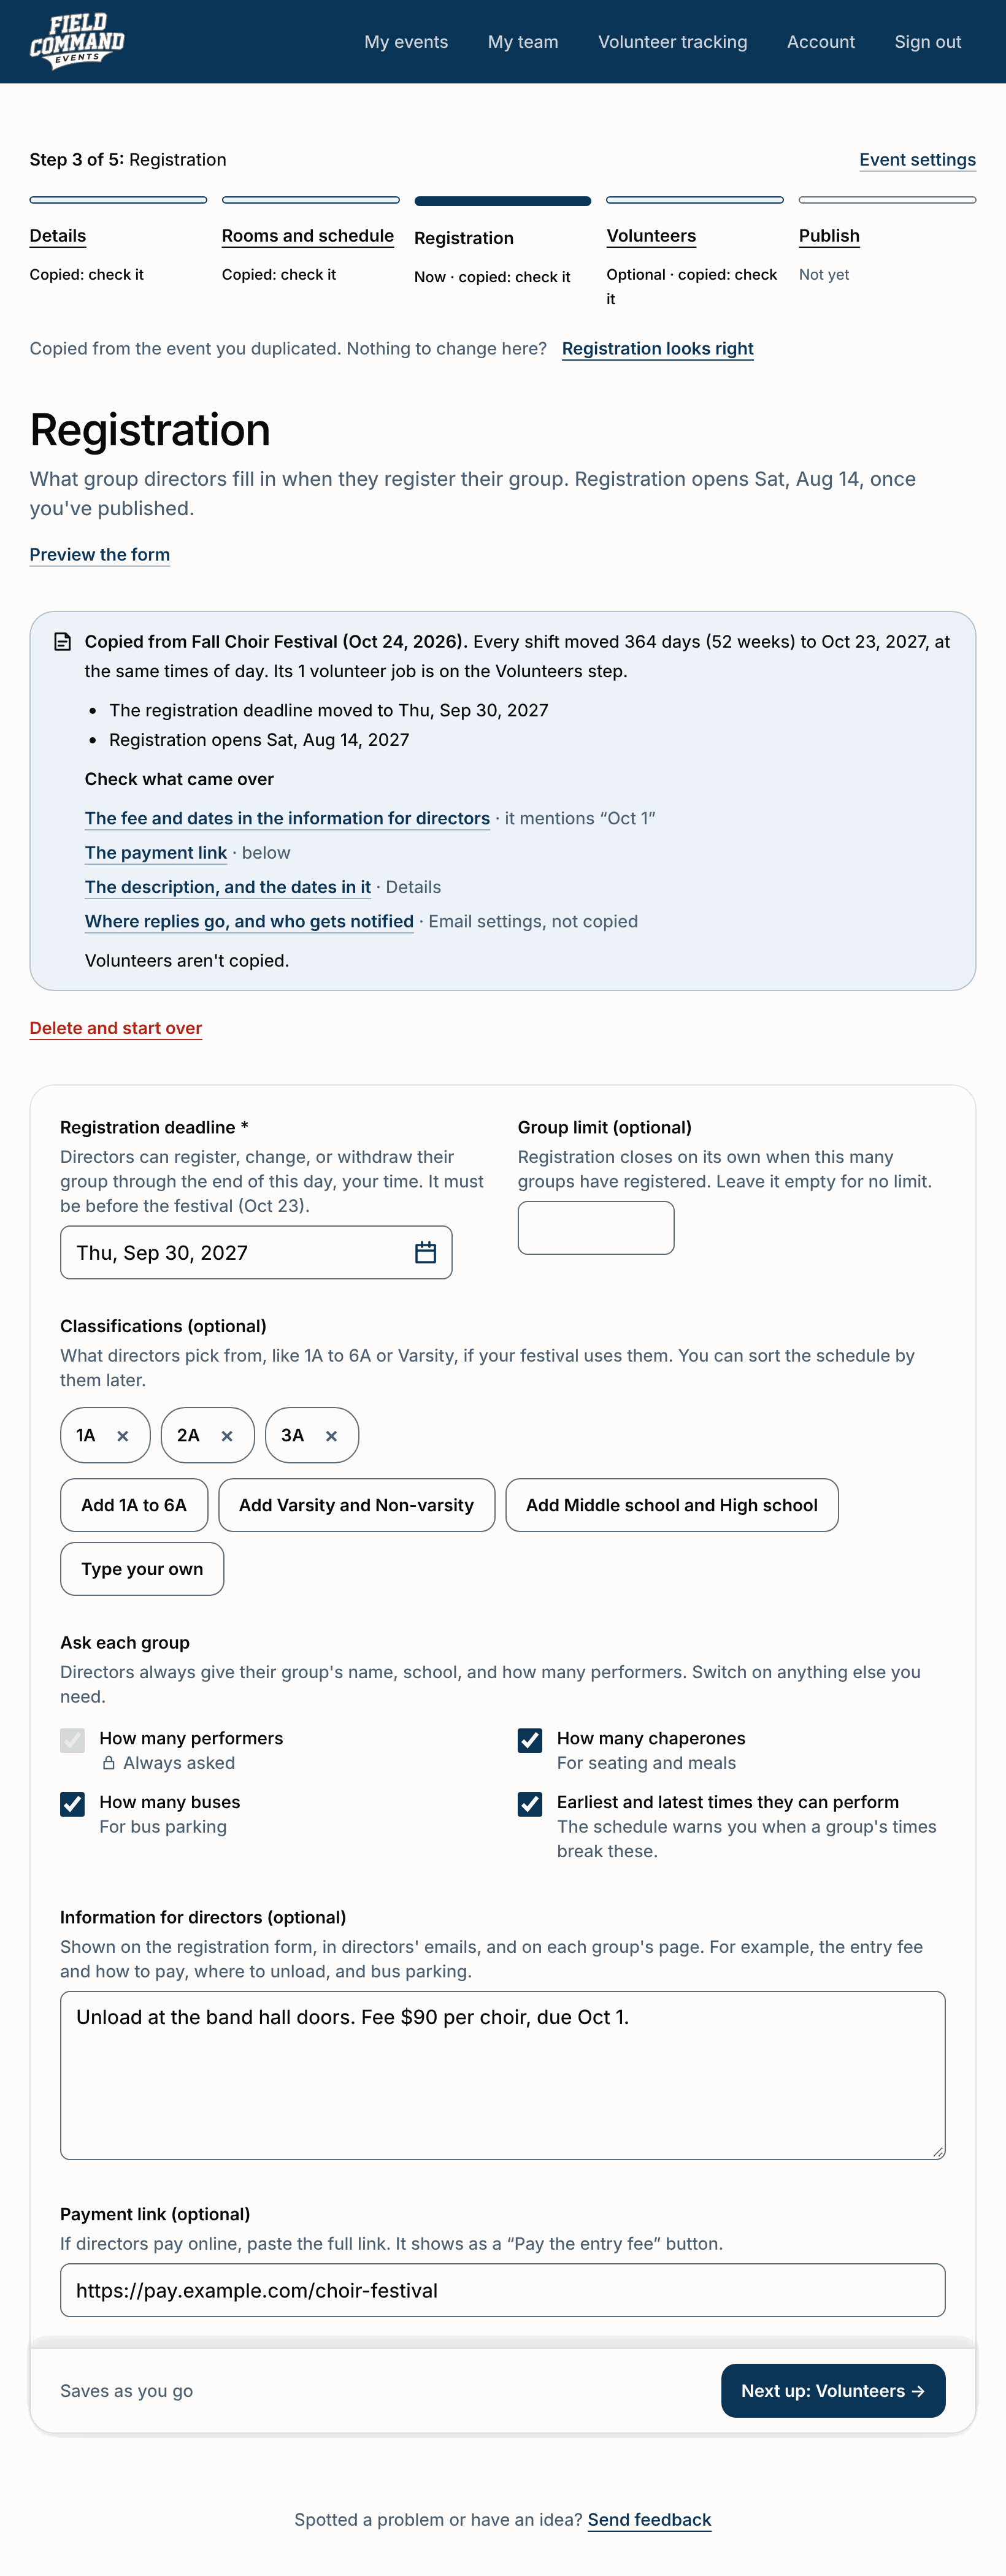 FIELD
COMMAND
EVENTS
My events
My team
Volunteer tracking
Account
Sign out
Step 3 of 5: Registration
Event settings
Details
Copied: check it
Rooms and schedule
Copied: check it
Registration
Now · copied: check it
Volunteers
Optional · copied: check
it
Publish
Not yet
Copied from the event you duplicated. Nothing to change here? Registration looks right
Registration
What group directors fill in when they register their group. Registration opens Sat, Aug 14, once
you've published.
Preview the form
Copied from Fall Choir Festival (Oct 24, 2026). Every shift moved 364 days (52 weeks) to Oct 23, 2027, at
the same times of day. Its 1 volunteer job is on the Volunteers step.
• The registration deadline moved to Thu, Sep 30, 2027
• Registration opens Sat, Aug 14, 2027
Check what came over
The fee and dates in the information for directors · it mentions “Oct 1”
The payment link · below
The description, and the dates in it · Details
Where replies go, and who gets notified · Email settings, not copied
Volunteers aren't copied.
Delete and start over
Registration deadline *
Directors can register, change, or withdraw their
group through the end of this day, your time. It must
be before the festival (Oct 23).
Thu, Sep 30, 2027
Group limit (optional)
Registration closes on its own when this many
groups have registered. Leave it empty for no limit.
Classifications (optional)
What directors pick from, like 1A to 6A or Varsity, if your festival uses them. You can sort the schedule by
them later.
1A ×
2A ×
3A ×
Add 1A to 6A
Add Varsity and Non-varsity
Add Middle school and High school
Type your own
Ask each group
Directors always give their group's name, school, and how many performers. Switch on anything else you
need.
How many performers
Always asked
How many chaperones
For seating and meals
How many buses
For bus parking
Earliest and latest times they can perform
The schedule warns you when a group's times
break these.
Information for directors (optional)
Shown on the registration form, in directors' emails, and on each group's page. For example, the entry fee
and how to pay, where to unload, and bus parking.
Unload at the band hall doors. Fee $90 per choir, due Oct 1.
Payment link (optional)
If directors pay online, paste the full link. It shows as a “Pay the entry fee” button.
https://pay.example.com/choir-festival
Saves as you go
Next up: Volunteers →
Spotted a problem or have an idea? Send feedback